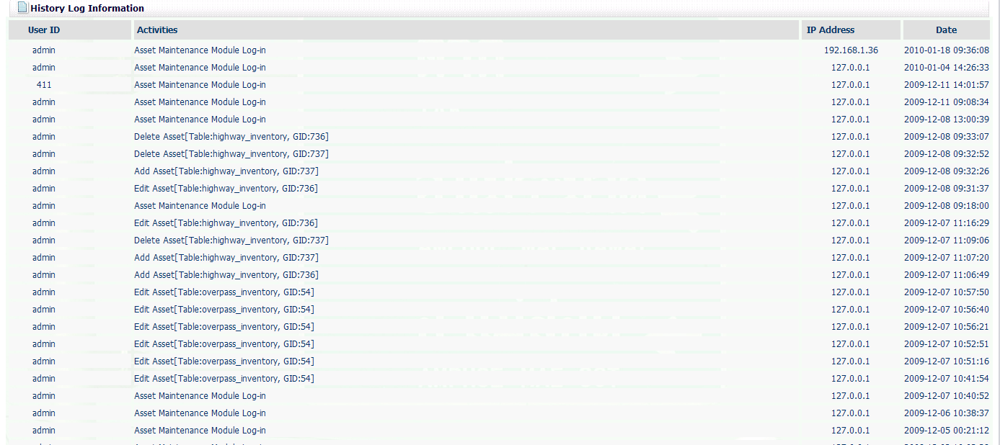 History Log Information
User ID Activities IP Address Date
admin Asset Maintenance Module Log-in 192.168.1.36 2010-01-18 09:36:08
admin Asset Maintenance Module Log-in 127.0.0.1 2010-01-04 14:26:33
411 Asset Maintenance Module Log-in 127.0.0.1 2009-12-11 14:01:57
admin Asset Maintenance Module Log-in 127.0.0.1 2009-12-11 09:08:34
admin Asset Maintenance Module Log-in 127.0.0.1 2009-12-08 13:00:39
admin Delete Asset[Table:highway_inventory, GID:736] 127.0.0.1 2009-12-08 09:33:07
admin Delete Asset[Table:highway_inventory, GID:737] 127.0.0.1 2009-12-08 09:32:52
admin Add Asset[Table:highway_inventory, GID:737] 127.0.0.1 2009-12-08 09:32:26
admin Edit Asset[Table:highway_inventory, GID:736] 127.0.0.1 2009-12-08 09:31:37
admin Asset Maintenance Module Log-in 127.0.0.1 2009-12-08 09:18:00
admin Edit Asset[Table:highway_inventory, GID:736] 127.0.0.1 2009-12-07 11:16:29
admin Delete Asset[Table:highway_inventory, GID:737] 127.0.0.1 2009-12-07 11:09:06
admin Add Asset[Table:highway_inventory, GID:737] 127.0.0.1 2009-12-07 11:07:20
admin Add Asset[Table:highway_inventory, GID:736] 127.0.0.1 2009-12-07 11:06:49
admin Edit Asset[Table:overpass_inventory, GID:54] 127.0.0.1 2009-12-07 10:57:50
admin Edit Asset[Table:overpass_inventory, GID:54] 127.0.0.1 2009-12-07 10:56:40
admin Edit Asset[Table:overpass_inventory, GID:54] 127.0.0.1 2009-12-07 10:56:21
admin Edit Asset[Table:overpass_inventory, GID:54] 127.0.0.1 2009-12-07 10:52:51
admin Edit Asset[Table:overpass_inventory, GID:54] 127.0.0.1 2009-12-07 10:51:16
admin Edit Asset[Table:overpass_inventory, GID:54] 127.0.0.1 2009-12-07 10:41:54
admin Asset Maintenance Module Log-in 127.0.0.1 2009-12-07 10:40:52
admin Asset Maintenance Module Log-in 127.0.0.1 2009-12-06 10:38:37
admin Asset Maintenance Module Log-in 127.0.0.1 2009-12-05 00:21:12